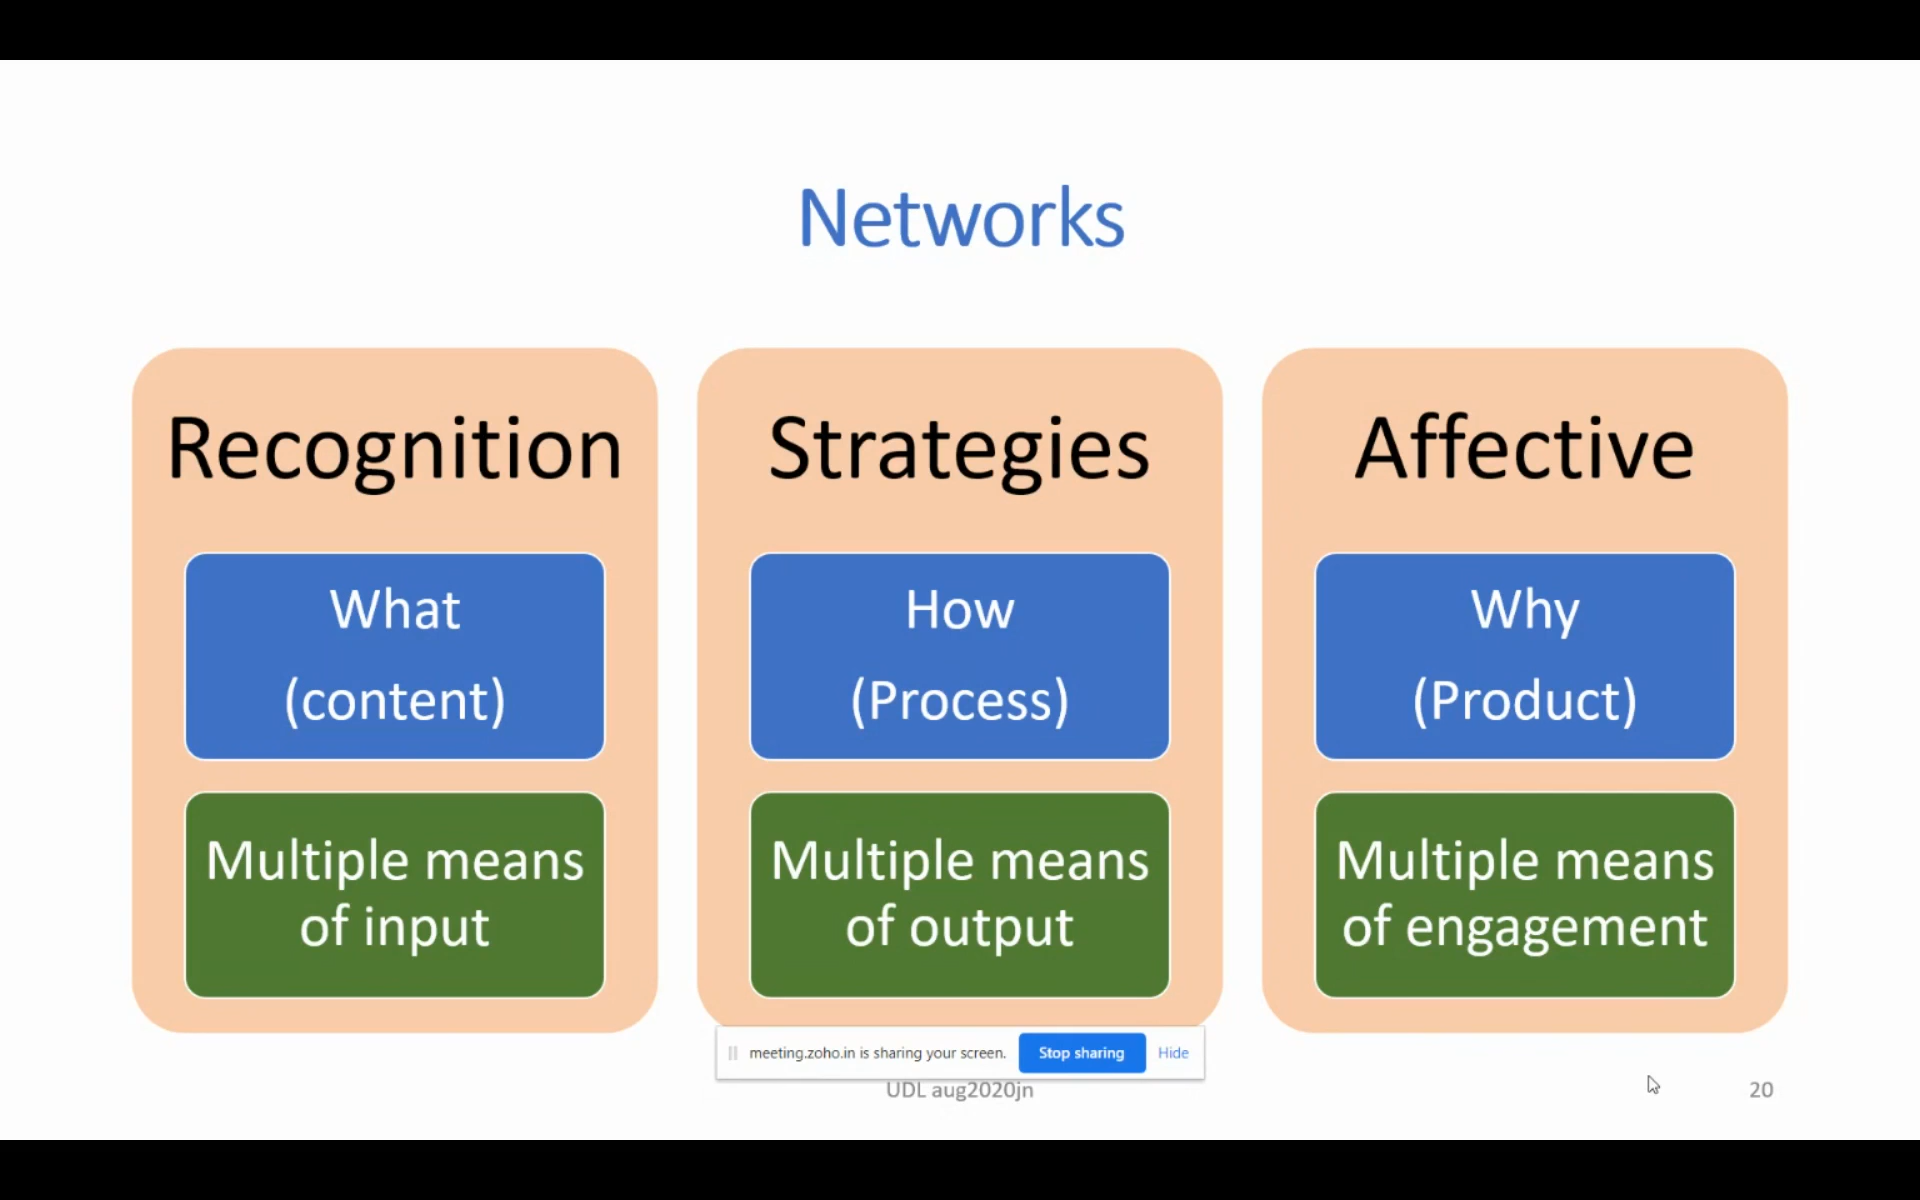 Networks
Recognition
What
(content)
Multiple means
of input
Strategies
How
(Process)
Multiple means
of output
Affective
Why
(Product)
Multiple means
of engagement
meeting.zoho.in is sharing your screen. Stop sharing Hide
UDL aug2020jn
20